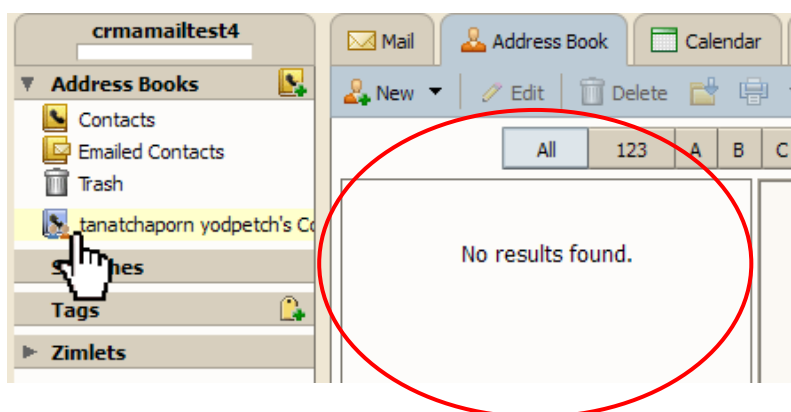 crmamailtest4
Mail
Address Book
Calendar
Address Books
New
Edit
Delete
Contacts
Emailed Contacts
Trash
All
123
A
B
C
tanatchaporn yodpetch's Co
No results found.
Tags
Zimlets